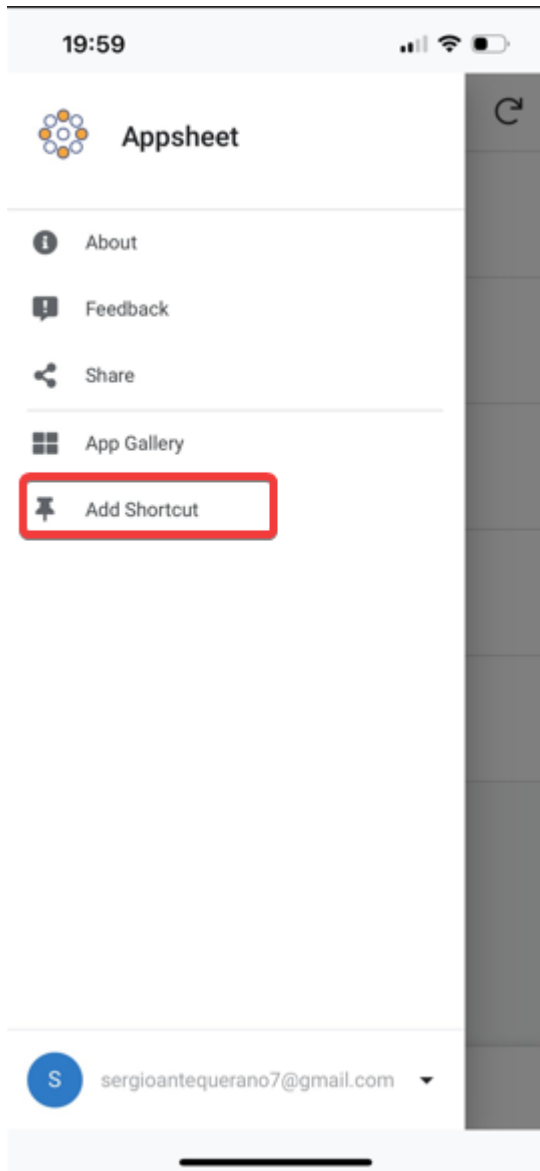 19:59
Appsheet
About
Feedback
Share
App Gallery
Add Shortcut
S sergioantequerano7@gmail.com